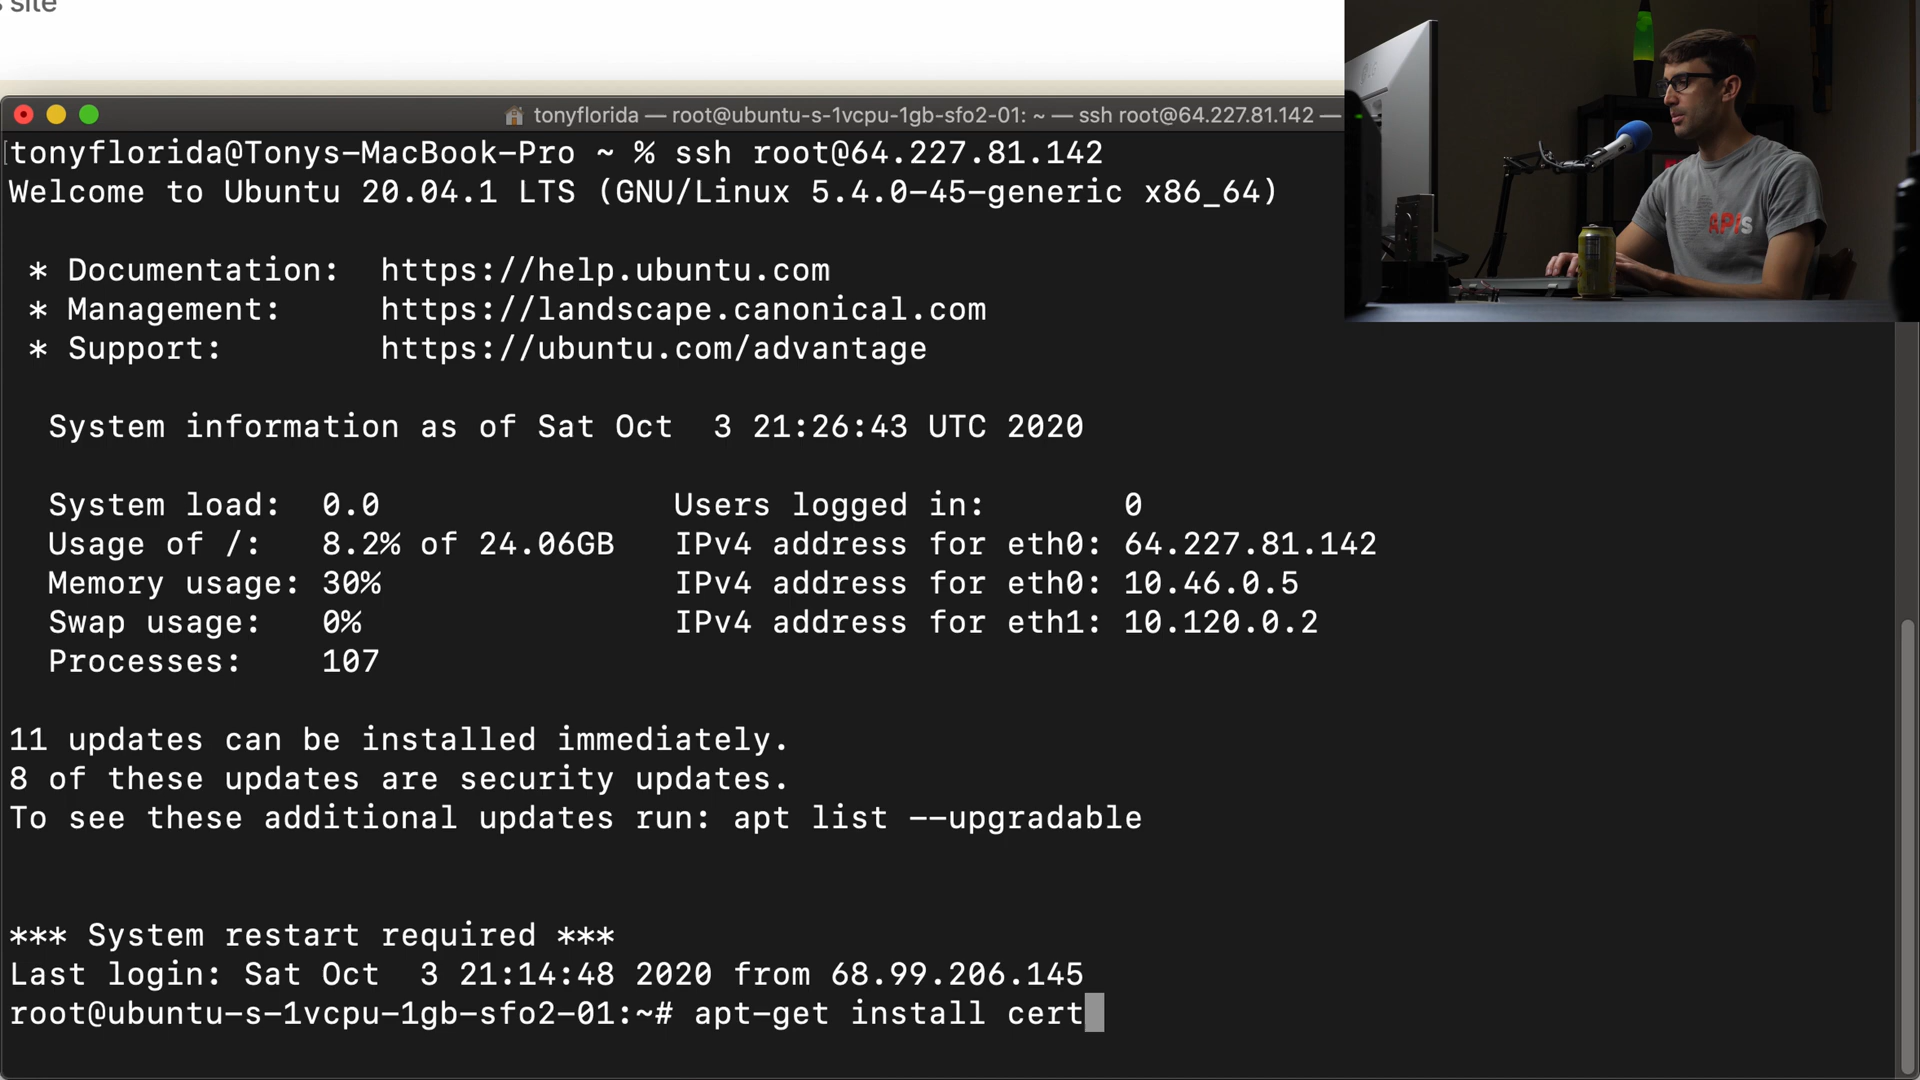 s site
tonyflorida — root@ubuntu-s-1vcpu-1gb-sfo2-01: ~ — ssh root@64.227.81.142 —
tonyflorida@Tonys-MacBook-Pro ~ % ssh root@64.227.81.142
Welcome to Ubuntu 20.04.1 LTS (GNU/Linux 5.4.0-45-generic x86_64)
* Documentation: https://help.ubuntu.com
* Management: https://landscape.canonical.com
* Support: https://ubuntu.com/advantage
System information as of Sat Oct 3 21:26:43 UTC 2020
System load: 0.0 Users logged in: 0
Usage of /: 8.2% of 24.06GB IPv4 address for eth0: 64.227.81.142
Memory usage: 30% IPv4 address for eth0: 10.46.0.5
Swap usage: 0% IPv4 address for eth1: 10.120.0.2
Processes: 107
11 updates can be installed immediately.
8 of these updates are security updates.
To see these additional updates run: apt list --upgradable
*** System restart required ***
Last login: Sat Oct 3 21:14:48 2020 from 68.99.206.145
root@ubuntu-s-1vcpu-1gb-sfo2-01:~# apt-get install cert
APIs